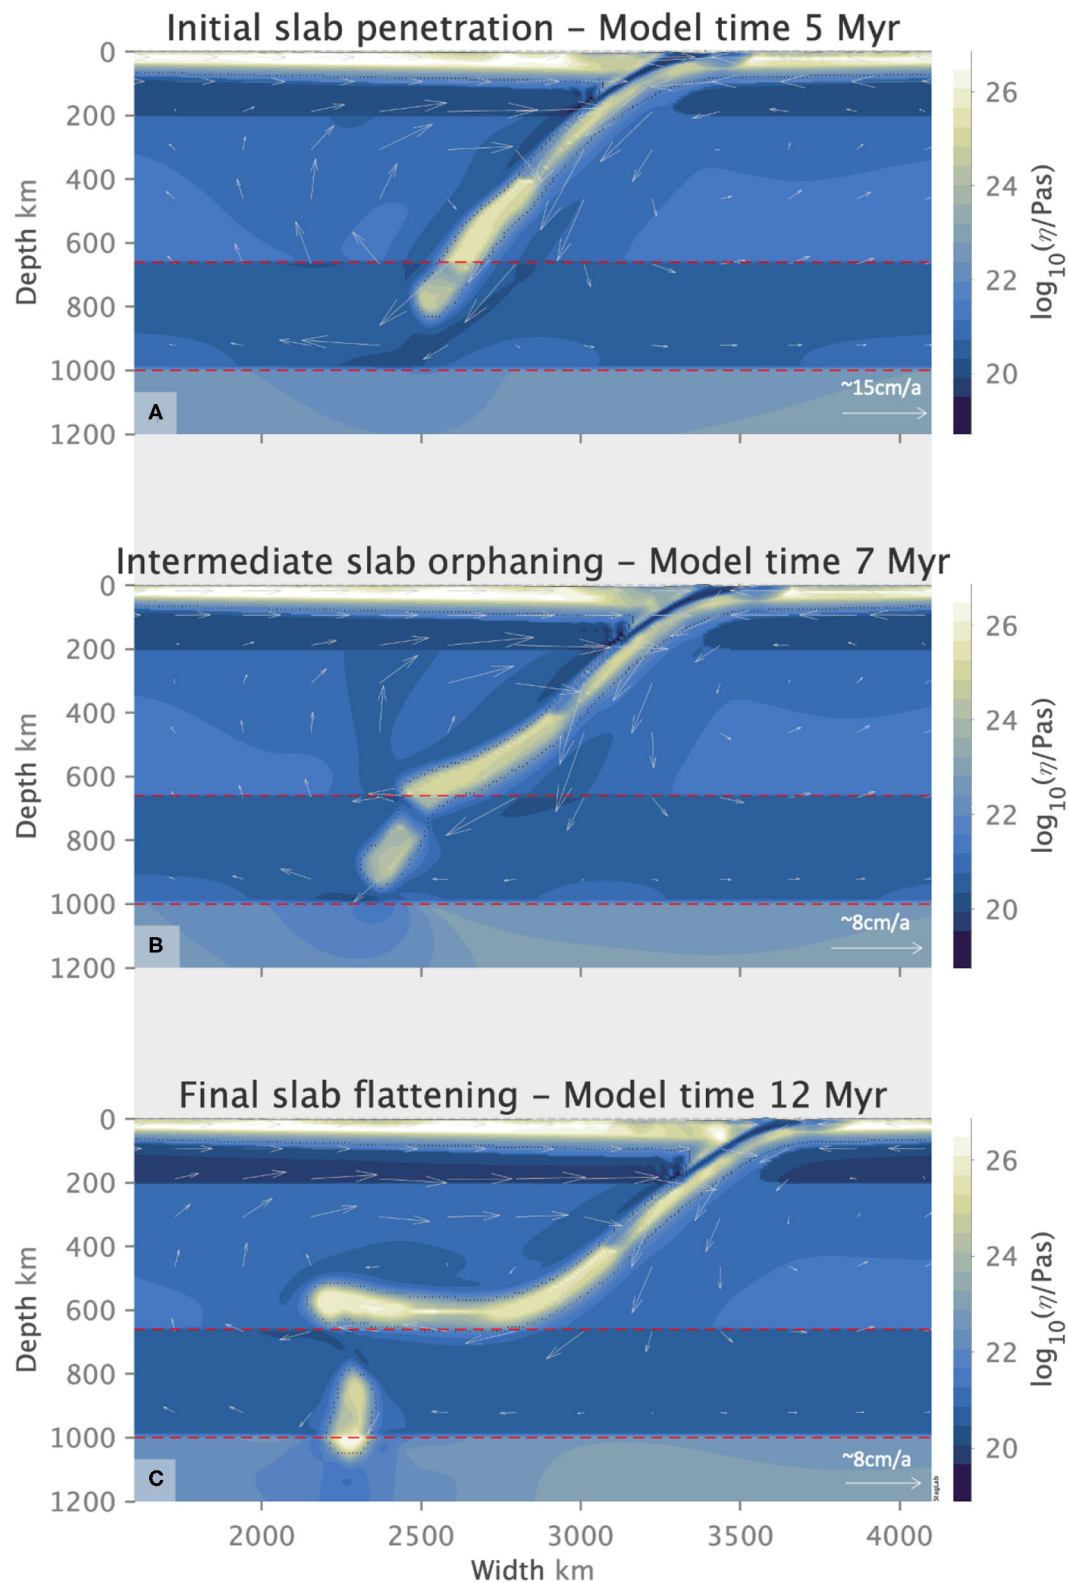 Initial slab penetration – Model time 5 Myr
0
200
400
600
800
1000
1200
Depth km
26
24
22
20
log10(η/Pas)
~15cm/a
A
Intermediate slab orphaning – Model time 7 Myr
0
200
400
600
800
1000
1200
Depth km
26
24
22
20
log10(η/Pas)
~8cm/a
B
Final slab flattening – Model time 12 Myr
0
200
400
600
800
1000
1200
Depth km
26
24
22
20
log10(η/Pas)
~8cm/a
C
StagLab
2000 2500 3000 3500 4000
Width km